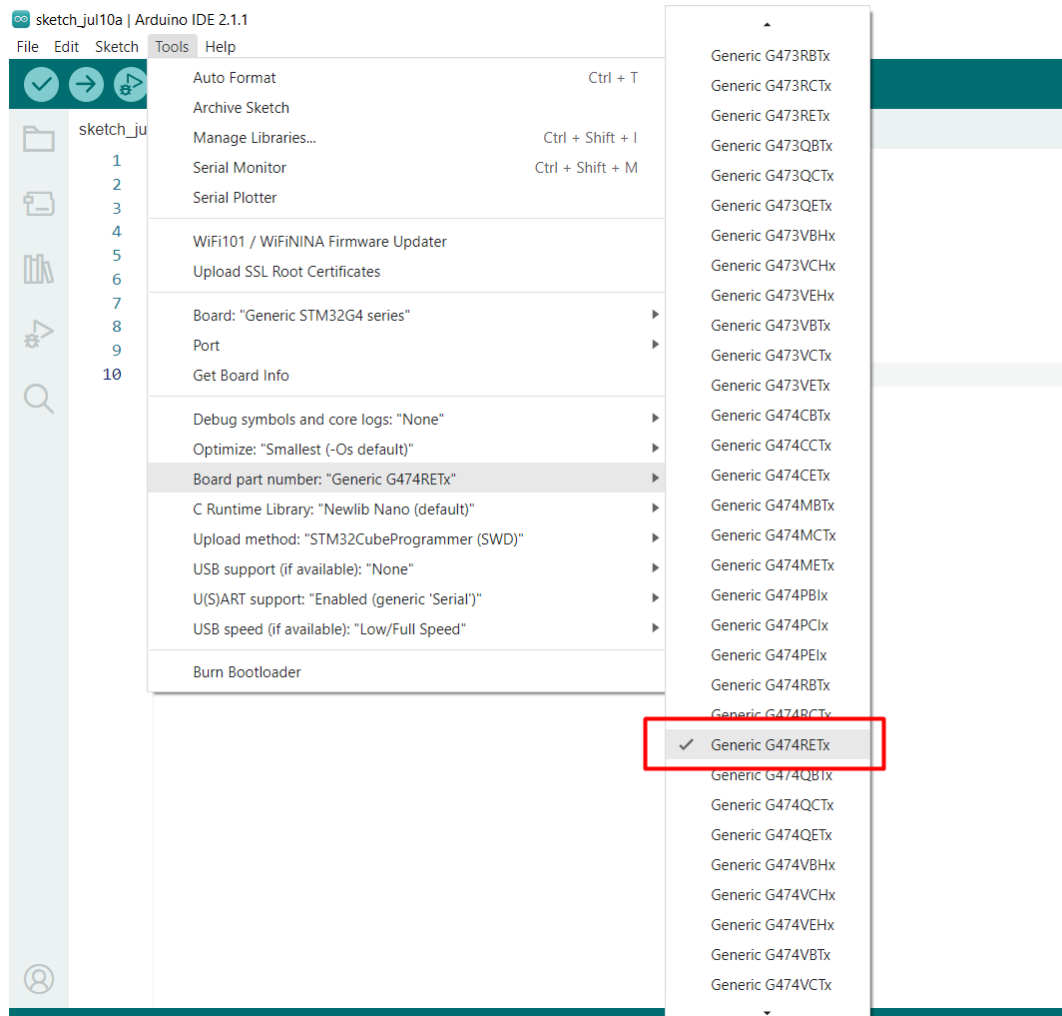 sketch_jul10a | Arduino IDE 2.1.1
File Edit Sketch Tools Help
sketch_ju
1
2
3
4
5
6
7
8
9
10
Auto Format Ctrl + T
Archive Sketch
Manage Libraries... Ctrl + Shift + I
Serial Monitor Ctrl + Shift + M
Serial Plotter
WiFi101 / WiFiNINA Firmware Updater
Upload SSL Root Certificates
Board: "Generic STM32G4 series"
Port
Get Board Info
Debug symbols and core logs: "None"
Optimize: "Smallest (-Os default)"
Board part number: "Generic G474RETx"
C Runtime Library: "Newlib Nano (default)"
Upload method: "STM32CubeProgrammer (SWD)"
USB support (if available): "None"
U(S)ART support: "Enabled (generic 'Serial')"
USB speed (if available): "Low/Full Speed"
Burn Bootloader
Generic G473RBTx
Generic G473RCTx
Generic G473RETx
Generic G473QBTx
Generic G473QCTx
Generic G473QETx
Generic G473VBHx
Generic G473VCHx
Generic G473VEHx
Generic G473VBTx
Generic G473VCTx
Generic G473VETx
Generic G474CBTx
Generic G474CCTx
Generic G474CETx
Generic G474MBTx
Generic G474MCTx
Generic G474METx
Generic G474PBIx
Generic G474PCIx
Generic G474PEIx
Generic G474RBTx
Generic G474RCTx
Generic G474RETx
Generic G474QBTx
Generic G474QCTx
Generic G474QETx
Generic G474VBHx
Generic G474VCHx
Generic G474VEHx
Generic G474VBTx
Generic G474VCTx